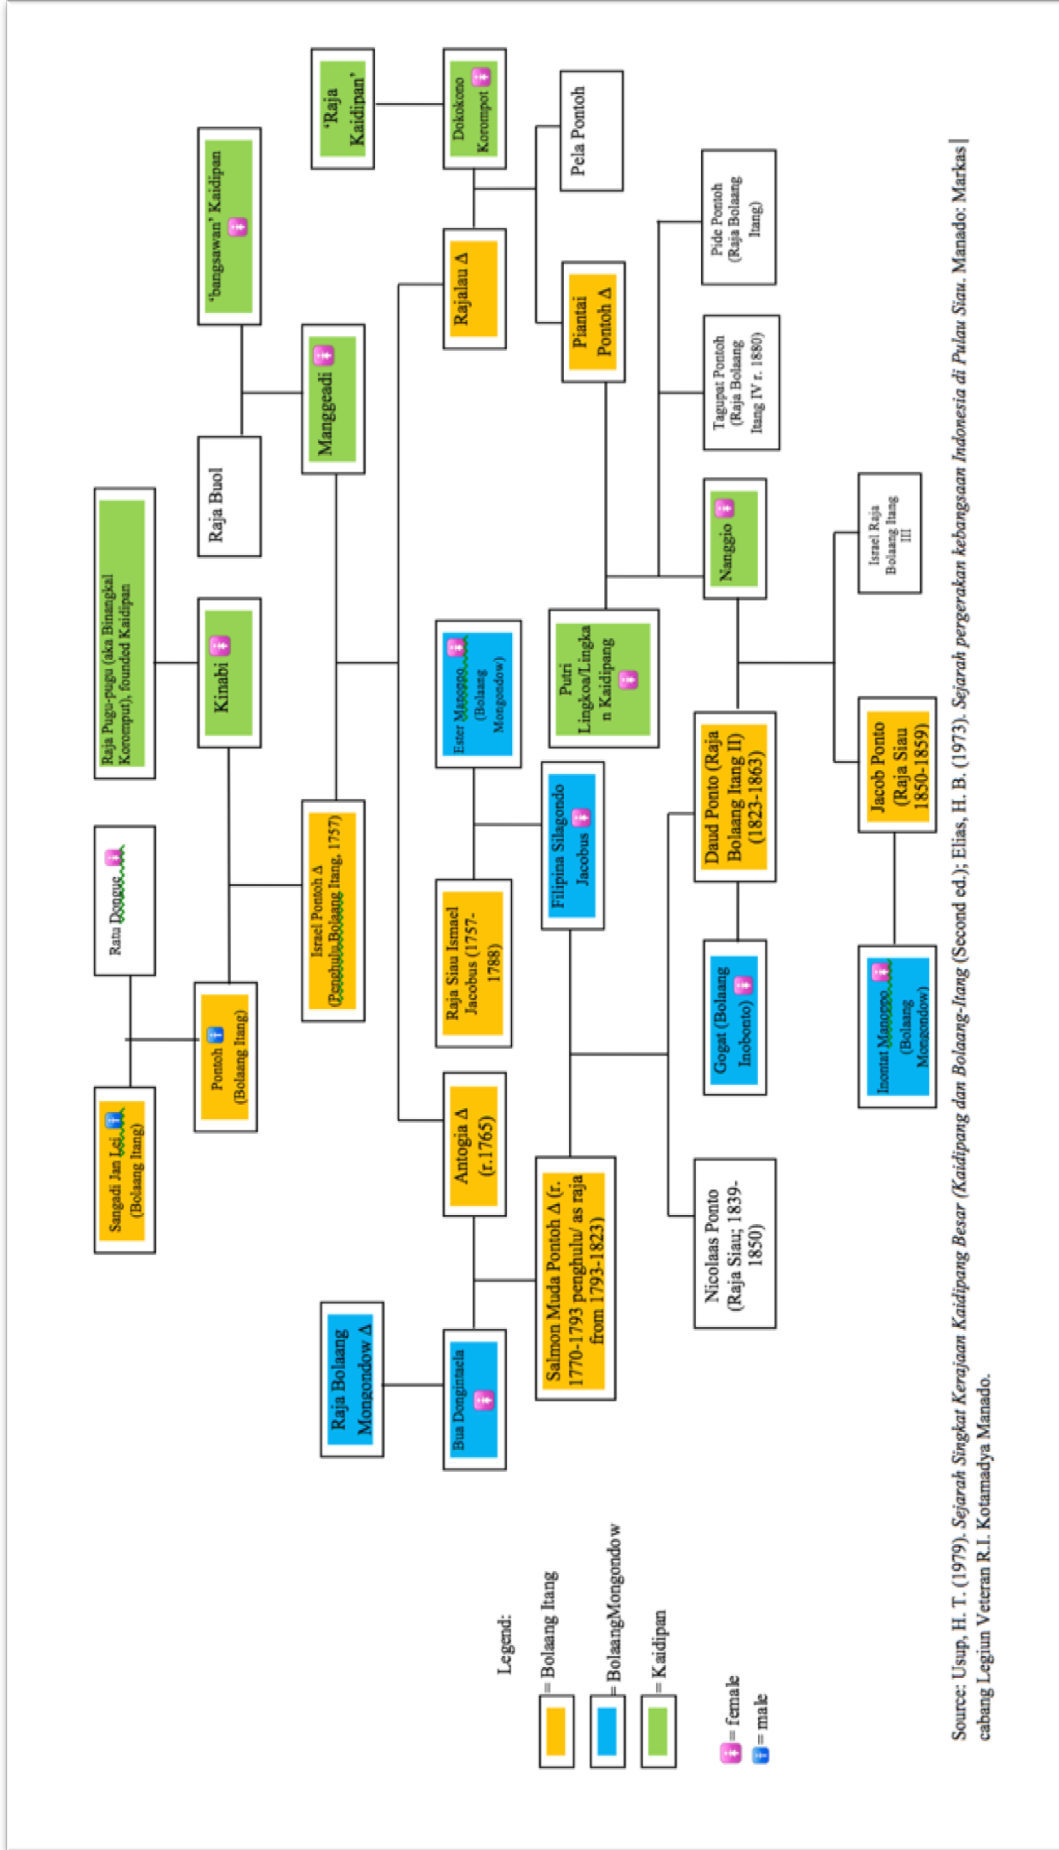 Sangadi Jan Lei
(Bolaang Itang)
Ratu Dongue
Raja Pugu-pugu (aka Binangkal
Koromput), founded Kaidipan
Pontoh
(Bolaang Itang)
Kinabi
Raja Buol
'bangsawan' Kaidipan
Israel Pontoh Δ
(Penghulu Bolaang Itang, 1757)
Manggeadi
'Raja
Kaidipan'
Raja Bolaang
Mongondow Δ
Bua Dongintaela
Antogia Δ
(r.1765)
Raja Siau Ismael
Jacobus (1757-
1788)
Ester Manoppo
(Bolaang
Mongondow)
Rajalau Δ
Dokokono
Korompot
Salmon Muda Pontoh Δ (r.
1770-1793 penghulu/ as raja
from 1793-1823)
Filipina Silagondo
Jacobus
Putri
Lingkoa/Lingka
n Kaidipang
Piantai
Pontoh Δ
Pela Pontoh
Nicolaas Ponto
(Raja Siau; 1839-
1850)
Gogat (Bolaang
Inobonto)
Daud Ponto (Raja
Bolaang Itang II)
(1823-1863)
Nanggio
Tagupat Pontoh
(Raja Bolaang
Itang IV r. 1880)
Pide Pontoh
(Raja Bolaang
Itang)
Inontat Manoppo
(Bolaang
Mongondow)
Jacob Ponto
(Raja Siau
1850-1859)
Israel Raja
Bolaang Itang
III
Legend:
= Bolaang Itang
= BolaangMongondow
= Kaidipan
= female
= male
Source: Usup, H. T. (1979). Sejarah Singkat Kerajaan Kaidipang Besar (Kaidipang dan Bolaang-Itang (Second ed.); Elias, H. B. (1973). Sejarah pergerakan kebangsaan Indonesia di Pulau Siau. Manado: Markas
cabang Legiun Veteran R.I. Kotamadya Manado.